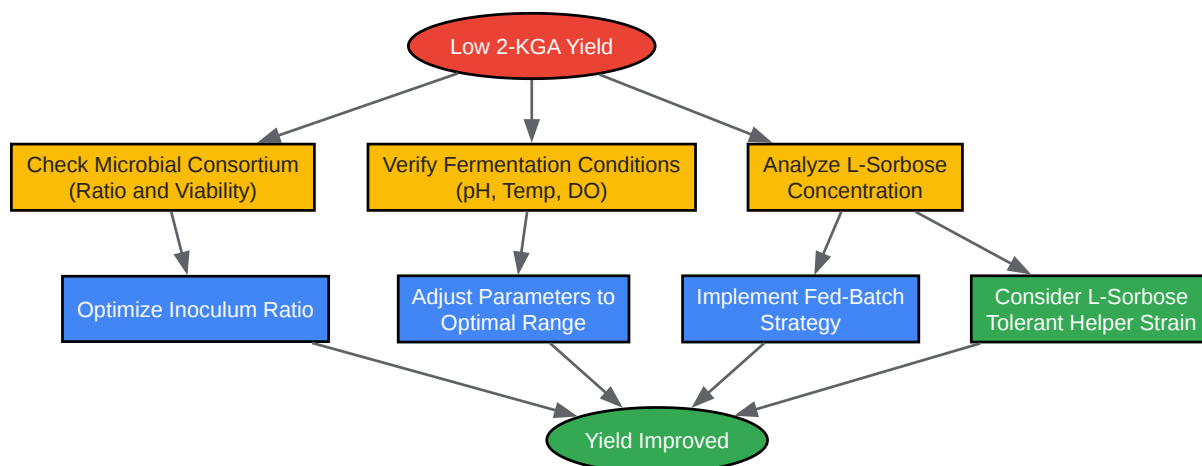 Low 2-KGA Yield
Check Microbial Consortium
(Ratio and Viability)
Verify Fermentation Conditions
(pH, Temp, DO)
Analyze L-Sorbose
Concentration
Optimize Inoculum Ratio
Adjust Parameters to
Optimal Range
Implement Fed-Batch
Strategy
Consider L-Sorbose
Tolerant Helper Strain
Yield Improved